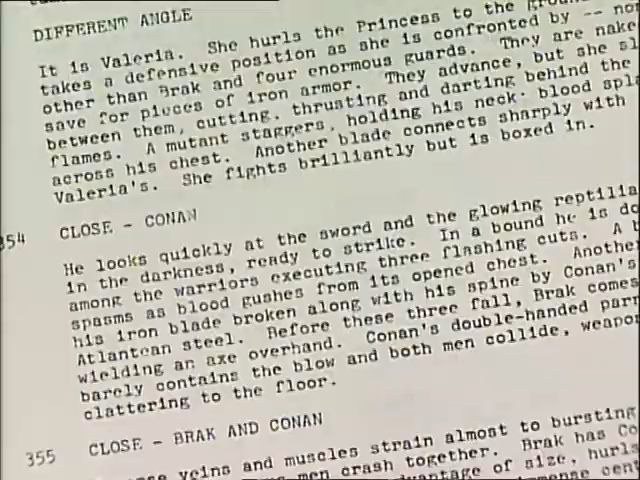 DIFFERENT ANGLE
It is Valeria. She hurls the Princess to the
takes a defensive position as she is confronted by --
other than Brak and four enormous guards. They are
save for pieces of iron armor. They advance, but she
between them, cutting, thrusting and darting behind the
flames. A mutant staggers, holding his neck. blood
across his chest. Another blade connects sharply with
Valeria's. She fights brilliantly but is boxed in.
354 CLOSE - CONAN
He looks quickly at the sword and the glowing
in the darkness, ready to strike. In a bound he is
among the warriors executing three flashing cuts. A
spasms as blood gushes from its opened chest.
his iron blade broken along with his spine by Conan's
Atlantean steel. Before these three fall, Brak comes
wielding an axe overhand. Conan's double-handed
barely contains the blow and both men collide,
clattering to the floor.
355 CLOSE - BRAK AND CONAN
veins and muscles strain almost to bursting
men crash together. Brak has
of size,